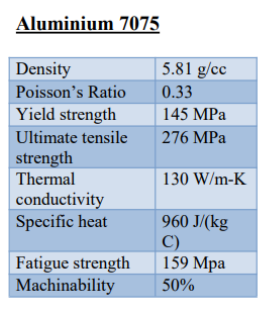 Aluminium 7075
Density 5.81 g/cc
Poisson’s Ratio 0.33
Yield strength 145 MPa
Ultimate tensile 276 MPa
strength
Thermal 130 W/m-K
conductivity
Specific heat 960 J/(kg
C)
Fatigue strength 159 Mpa
Machinability 50%